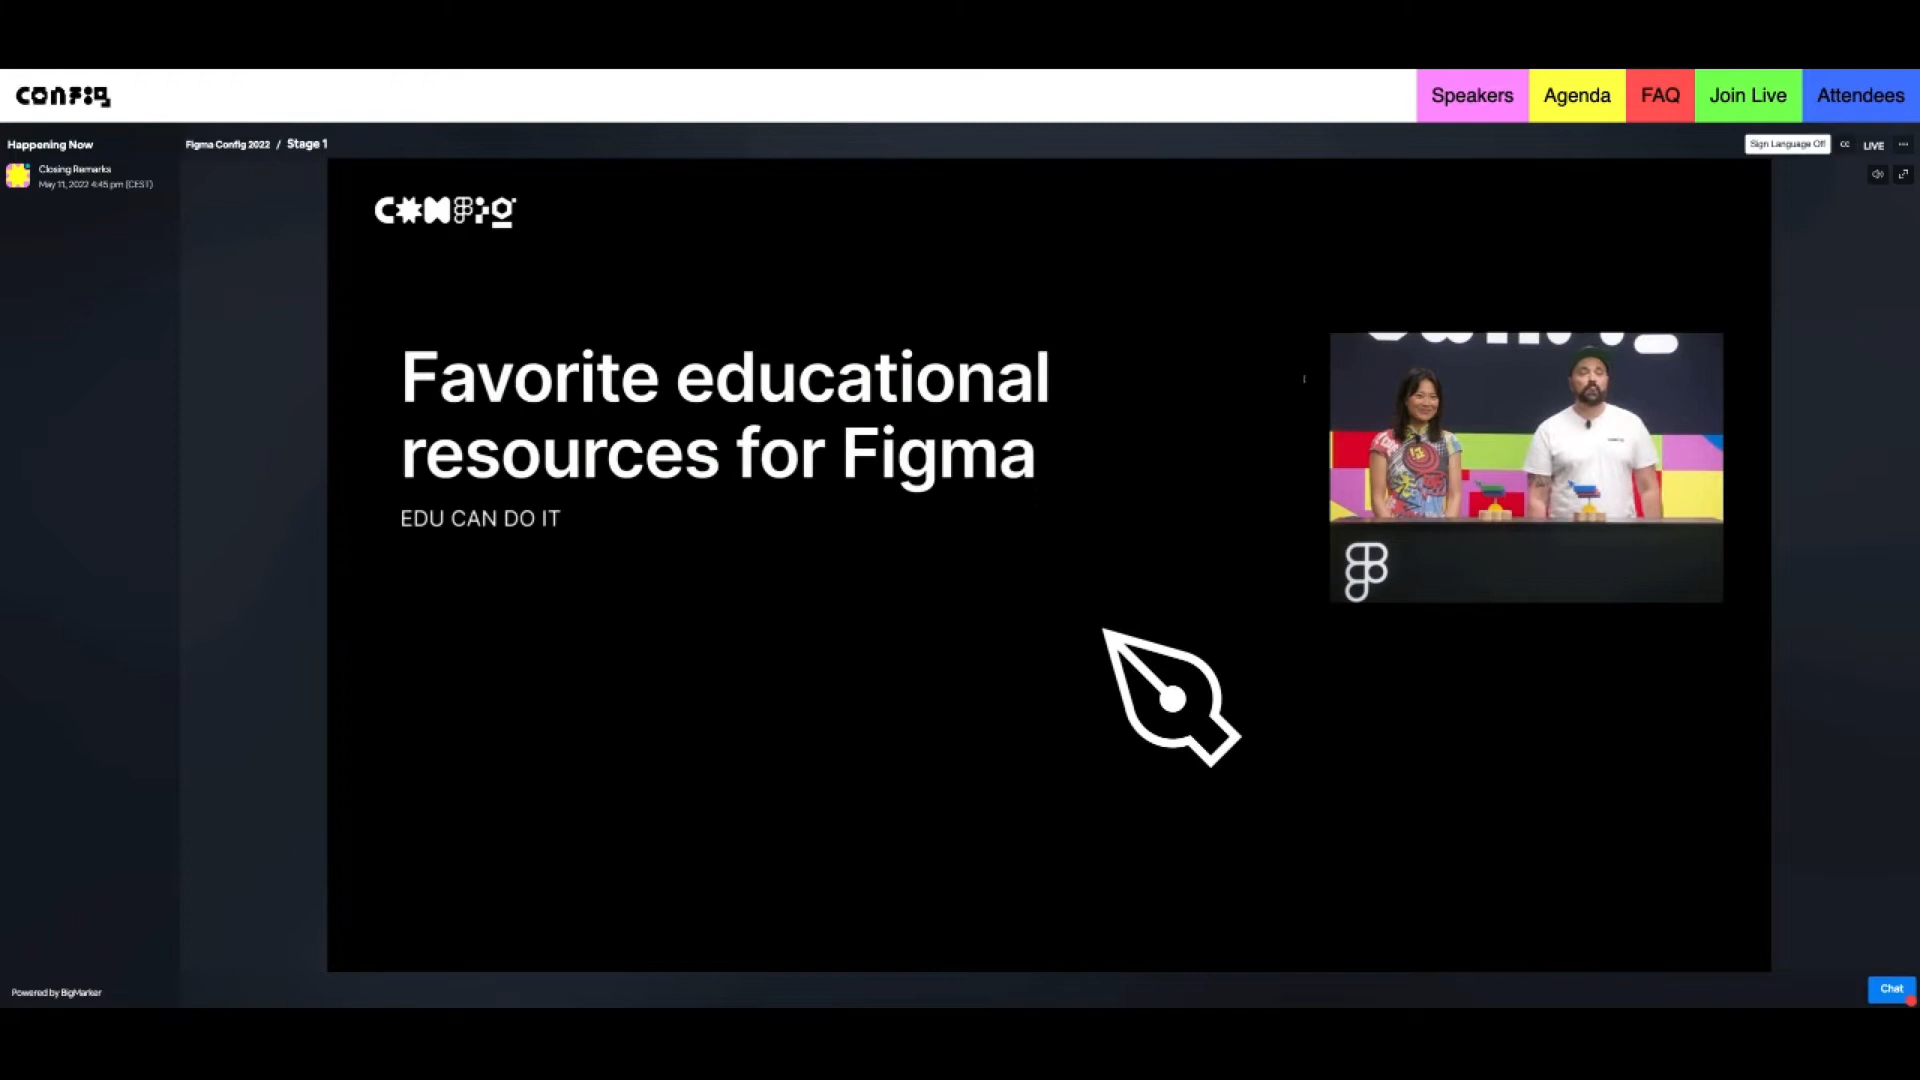 CONFIG
Speakers
Agenda
FAQ
Join Live
Attendees
Happening Now
Closing Remarks
May 11, 2022 4:45 pm (CEST)
Figma Config 2022 / Stage 1
Sign Language Off
CC
LIVE
CONFIG
Favorite educational
resources for Figma
EDU CAN DO IT
Powered by BigMarker
Chat